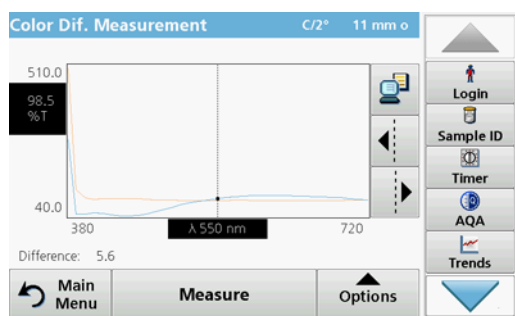 Color Dif. Measurement C/2° 11 mm o
510.0
98.5
%T
40.0
380 λ 550 nm 720
Difference: 5.6
Main
Menu
Measure
Options
Login
Sample ID
Timer
AQA
Trends